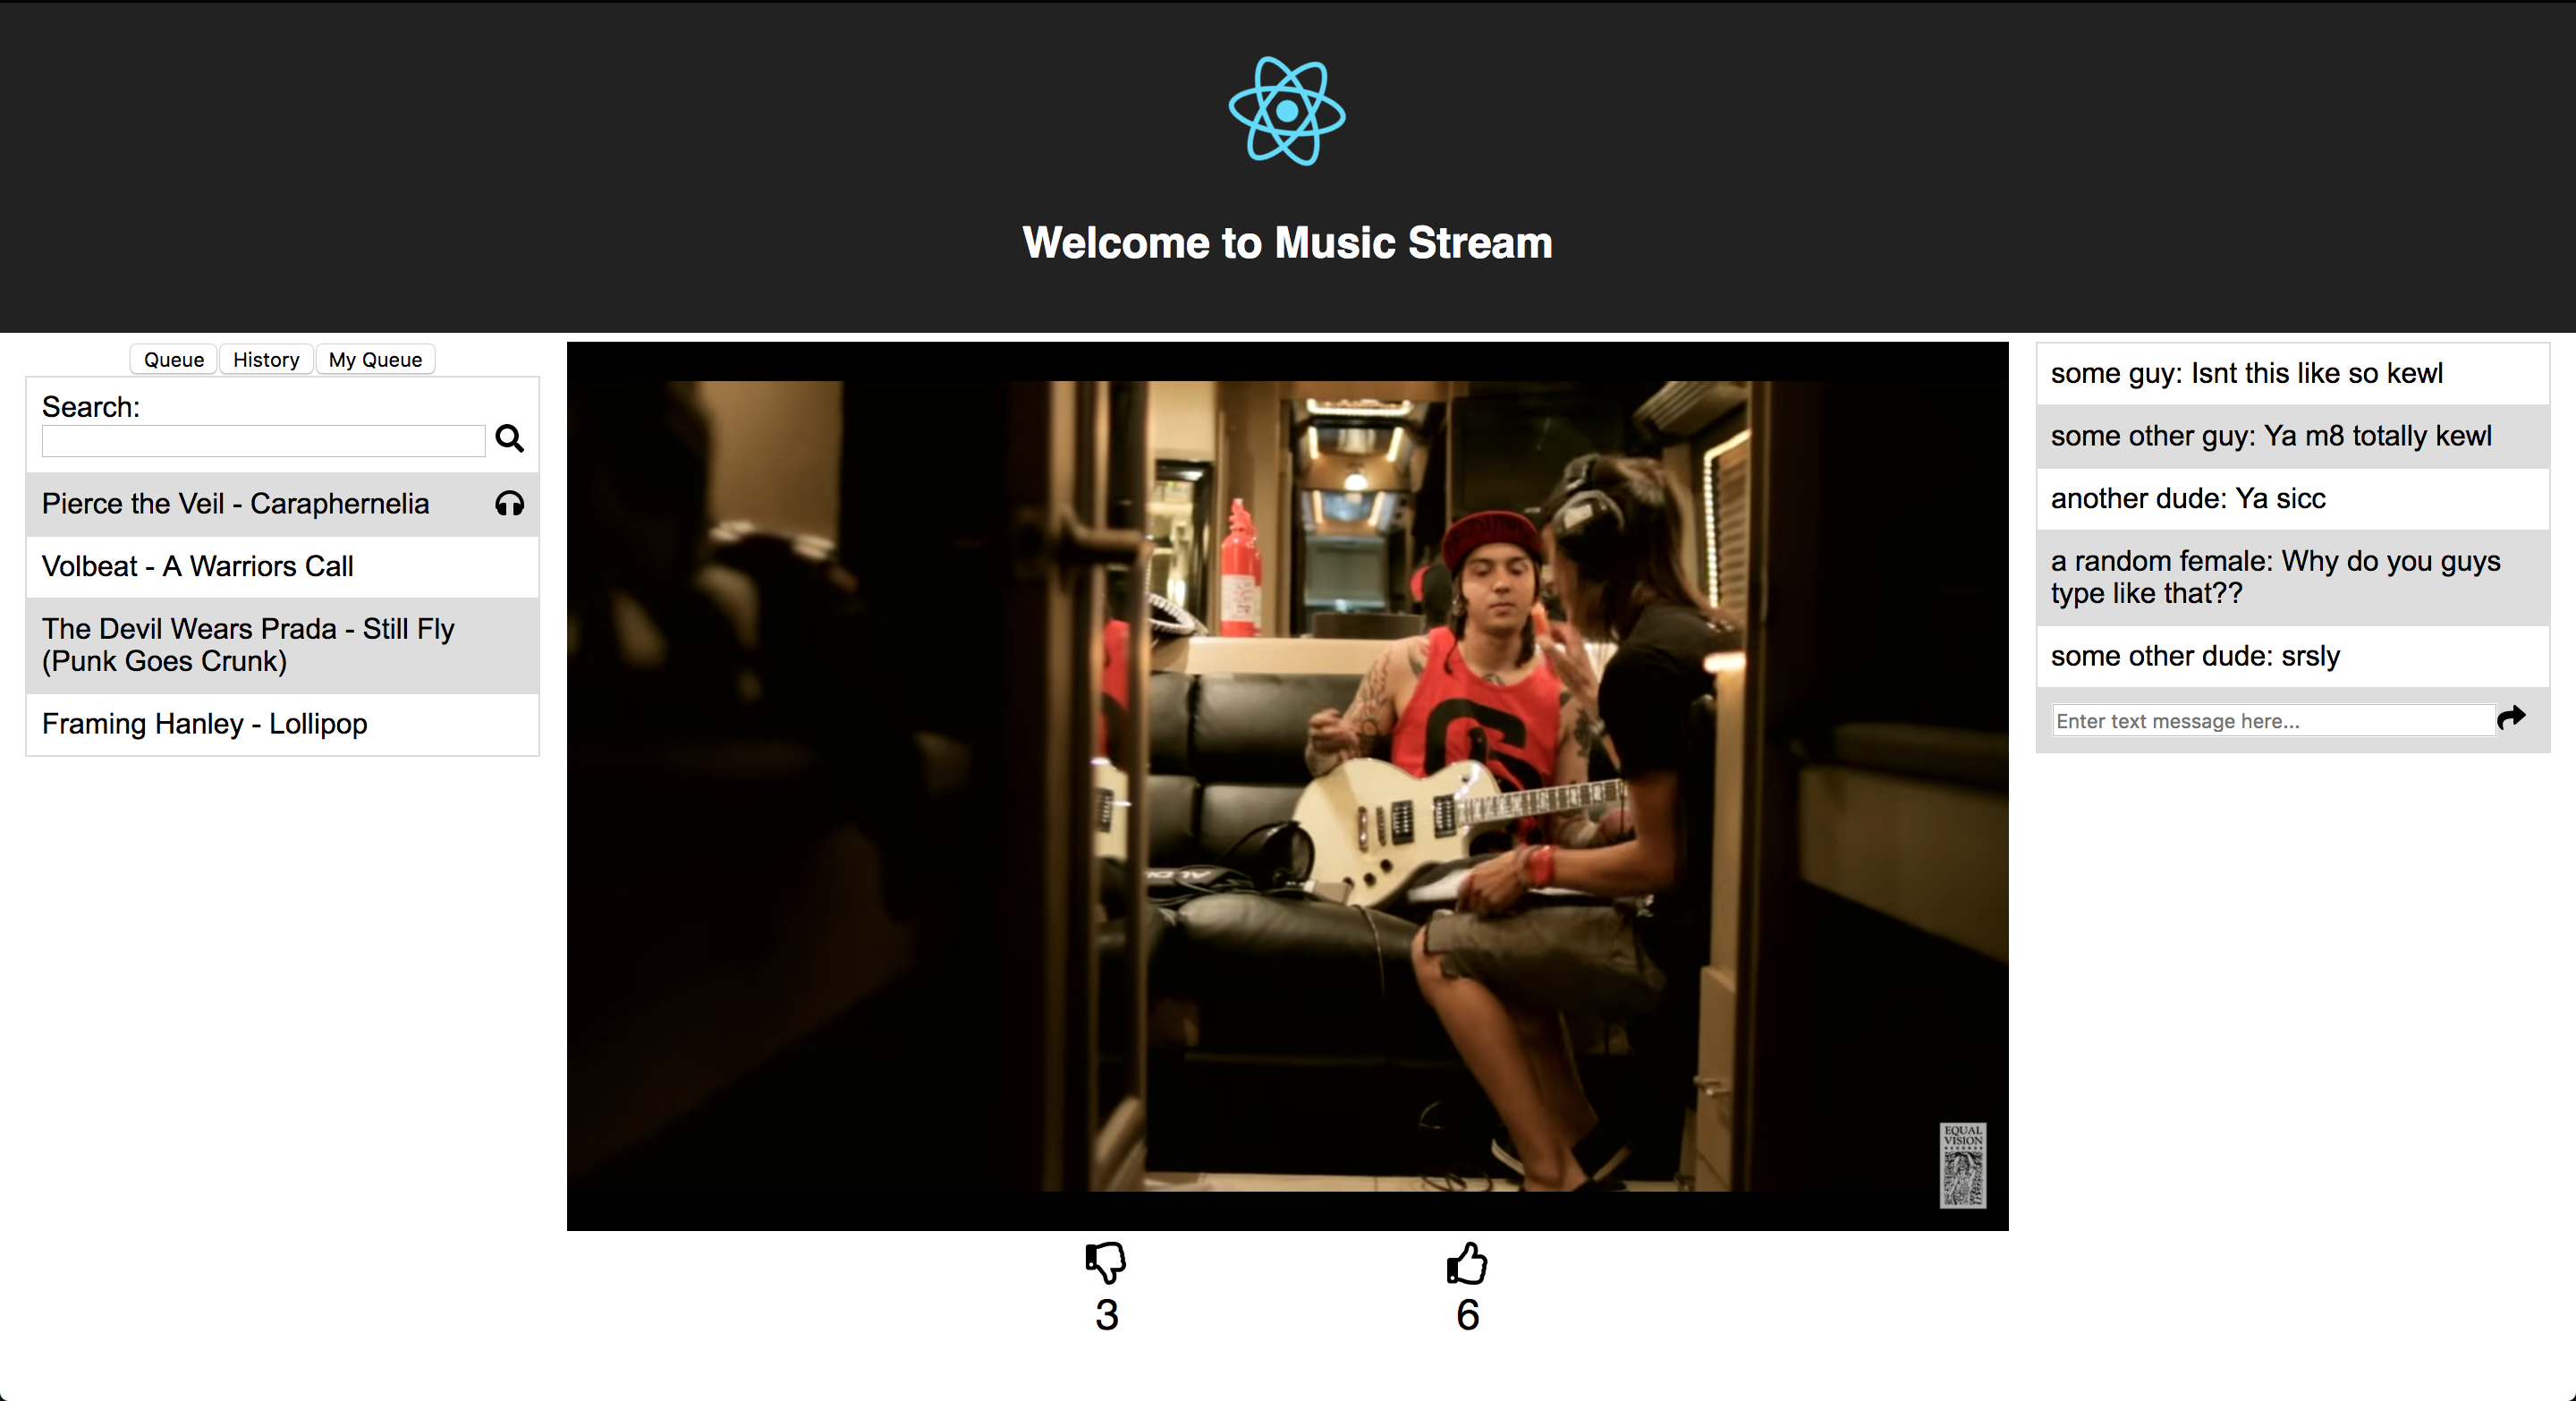 Welcome to Music Stream
Queue
History
My Queue
Search:
Pierce the Veil - Caraphernelia
Volbeat - A Warriors Call
The Devil Wears Prada - Still Fly
(Punk Goes Crunk)
Framing Hanley - Lollipop
EQUAL
VISION
3
6
some guy: Isnt this like so kewl
some other guy: Ya m8 totally kewl
another dude: Ya sicc
a random female: Why do you guys
type like that??
some other dude: srsly
Enter text message here...